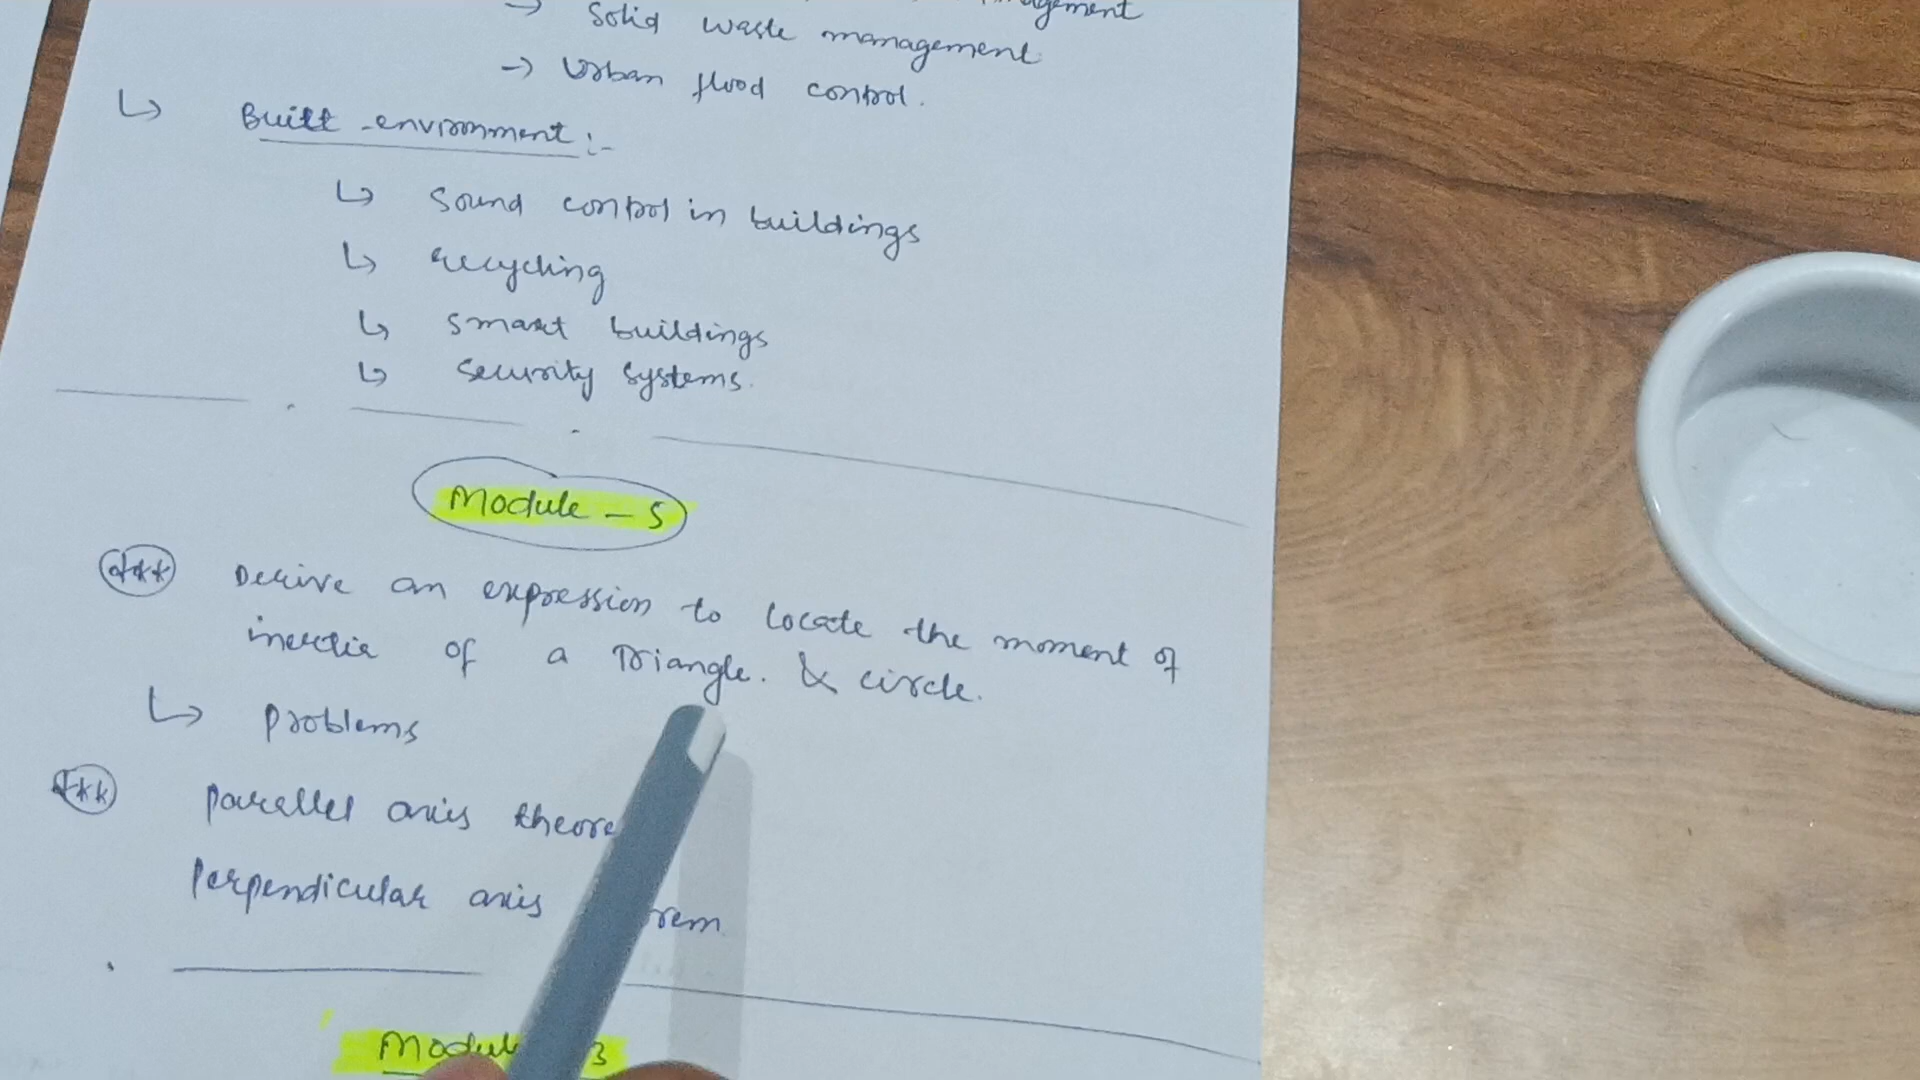 → Solid waste management
→ Urban flood control.
↳ Built environment:-
↳ Sound control in buildings
↳ recycling
↳ smart buildings
↳ security systems.
Module - 5
*** Derive an expression to locate the moment of
inertia of a Triangle. & circle.
↳ problems
*** parallel axis theore
Perpendicular axis rem
Modul 3